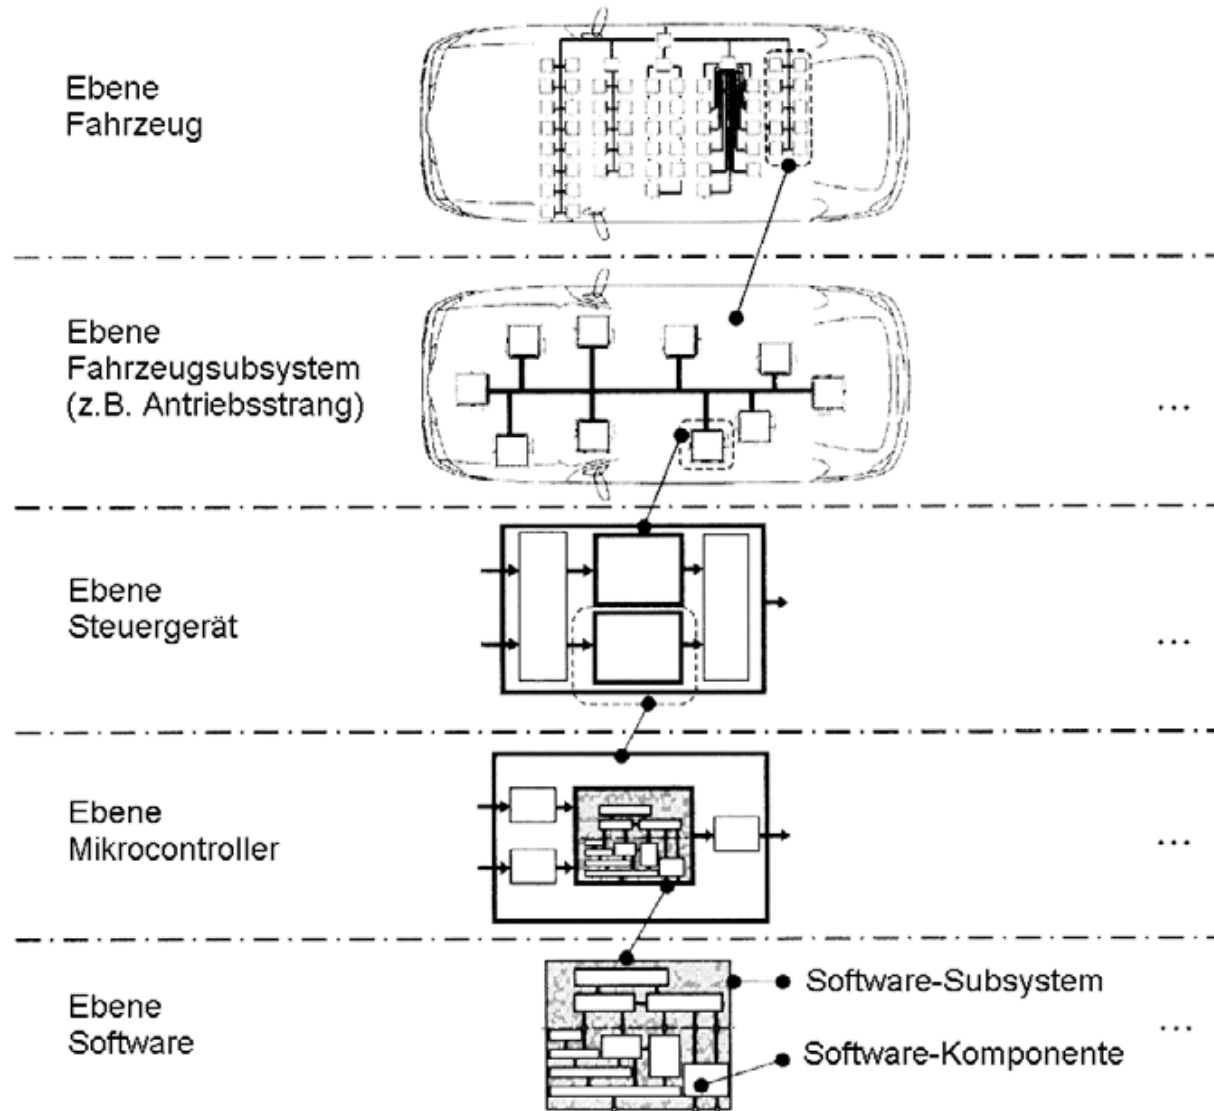 Ebene
Fahrzeug
Ebene
Fahrzeugsubsystem
(z.B. Antriebsstrang)
...
Ebene
Steuergerät
...
Ebene
Mikrocontroller
...
Ebene
Software
Software-Subsystem
...
Software-Komponente